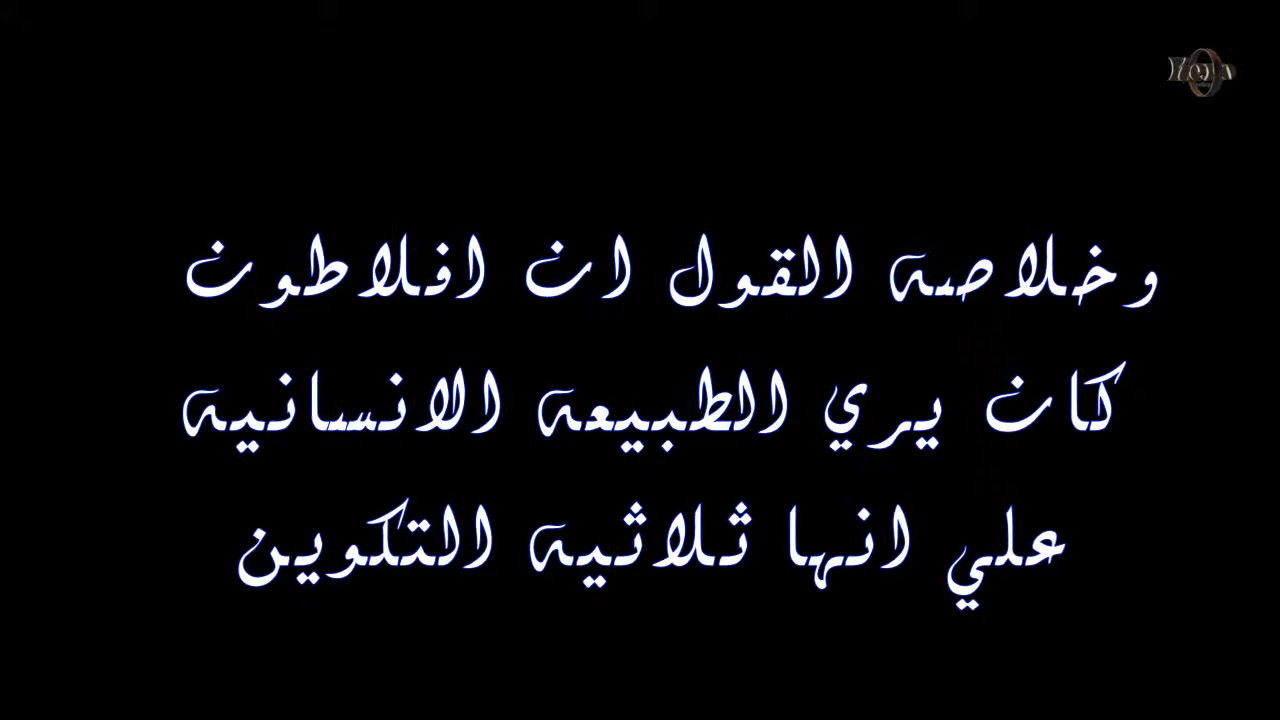 وخلاصه القول ان افلاطون
كان يري الطبيعه الانسانيه
علي انها ثلاثيه التكوين